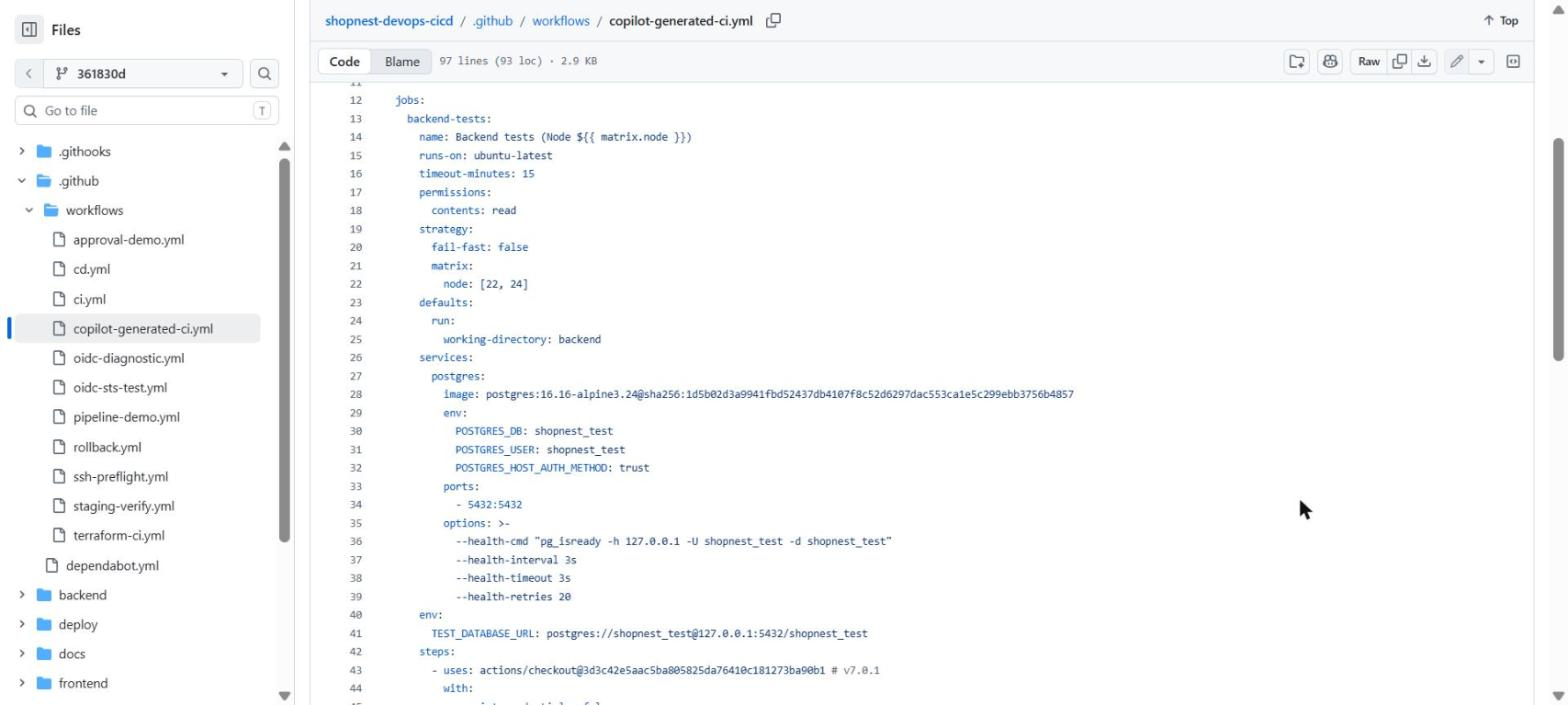 Files
361830d
Go to file
T
.githooks
.github
workflows
approval-demo.yml
cd.yml
ci.yml
copilot-generated-ci.yml
oidc-diagnostic.yml
oidc-sts-test.yml
pipeline-demo.yml
rollback.yml
ssh-preflight.yml
staging-verify.yml
terraform-ci.yml
dependabot.yml
backend
deploy
docs
frontend
shopnest-devops-cicd / .github / workflows / copilot-generated-ci.yml
Top
Code Blame 97 lines (93 loc) · 2.9 KB
Raw
11
12 jobs:
13 backend-tests:
14 name: Backend tests (Node ${{ matrix.node }})
15 runs-on: ubuntu-latest
16 timeout-minutes: 15
17 permissions:
18 contents: read
19 strategy:
20 fail-fast: false
21 matrix:
22 node: [22, 24]
23 defaults:
24 run:
25 working-directory: backend
26 services:
27 postgres:
28 image: postgres:16.16-alpine3.24@sha256:1d5b02d3a9941fbd52437db4107f8c52d6297dac553ca1e5c299ebb3756b4857
29 env:
30 POSTGRES_DB: shopnest_test
31 POSTGRES_USER: shopnest_test
32 POSTGRES_HOST_AUTH_METHOD: trust
33 ports:
34 - 5432:5432
35 options: >-
36 --health-cmd "pg_isready -h 127.0.0.1 -U shopnest_test -d shopnest_test"
37 --health-interval 3s
38 --health-timeout 3s
39 --health-retries 20
40 env:
41 TEST_DATABASE_URL: postgres://shopnest_test@127.0.0.1:5432/shopnest_test
42 steps:
43 - uses: actions/checkout@3d3c42e5aac5ba805825da76410c181273ba90b1 # v7.0.1
44 with: